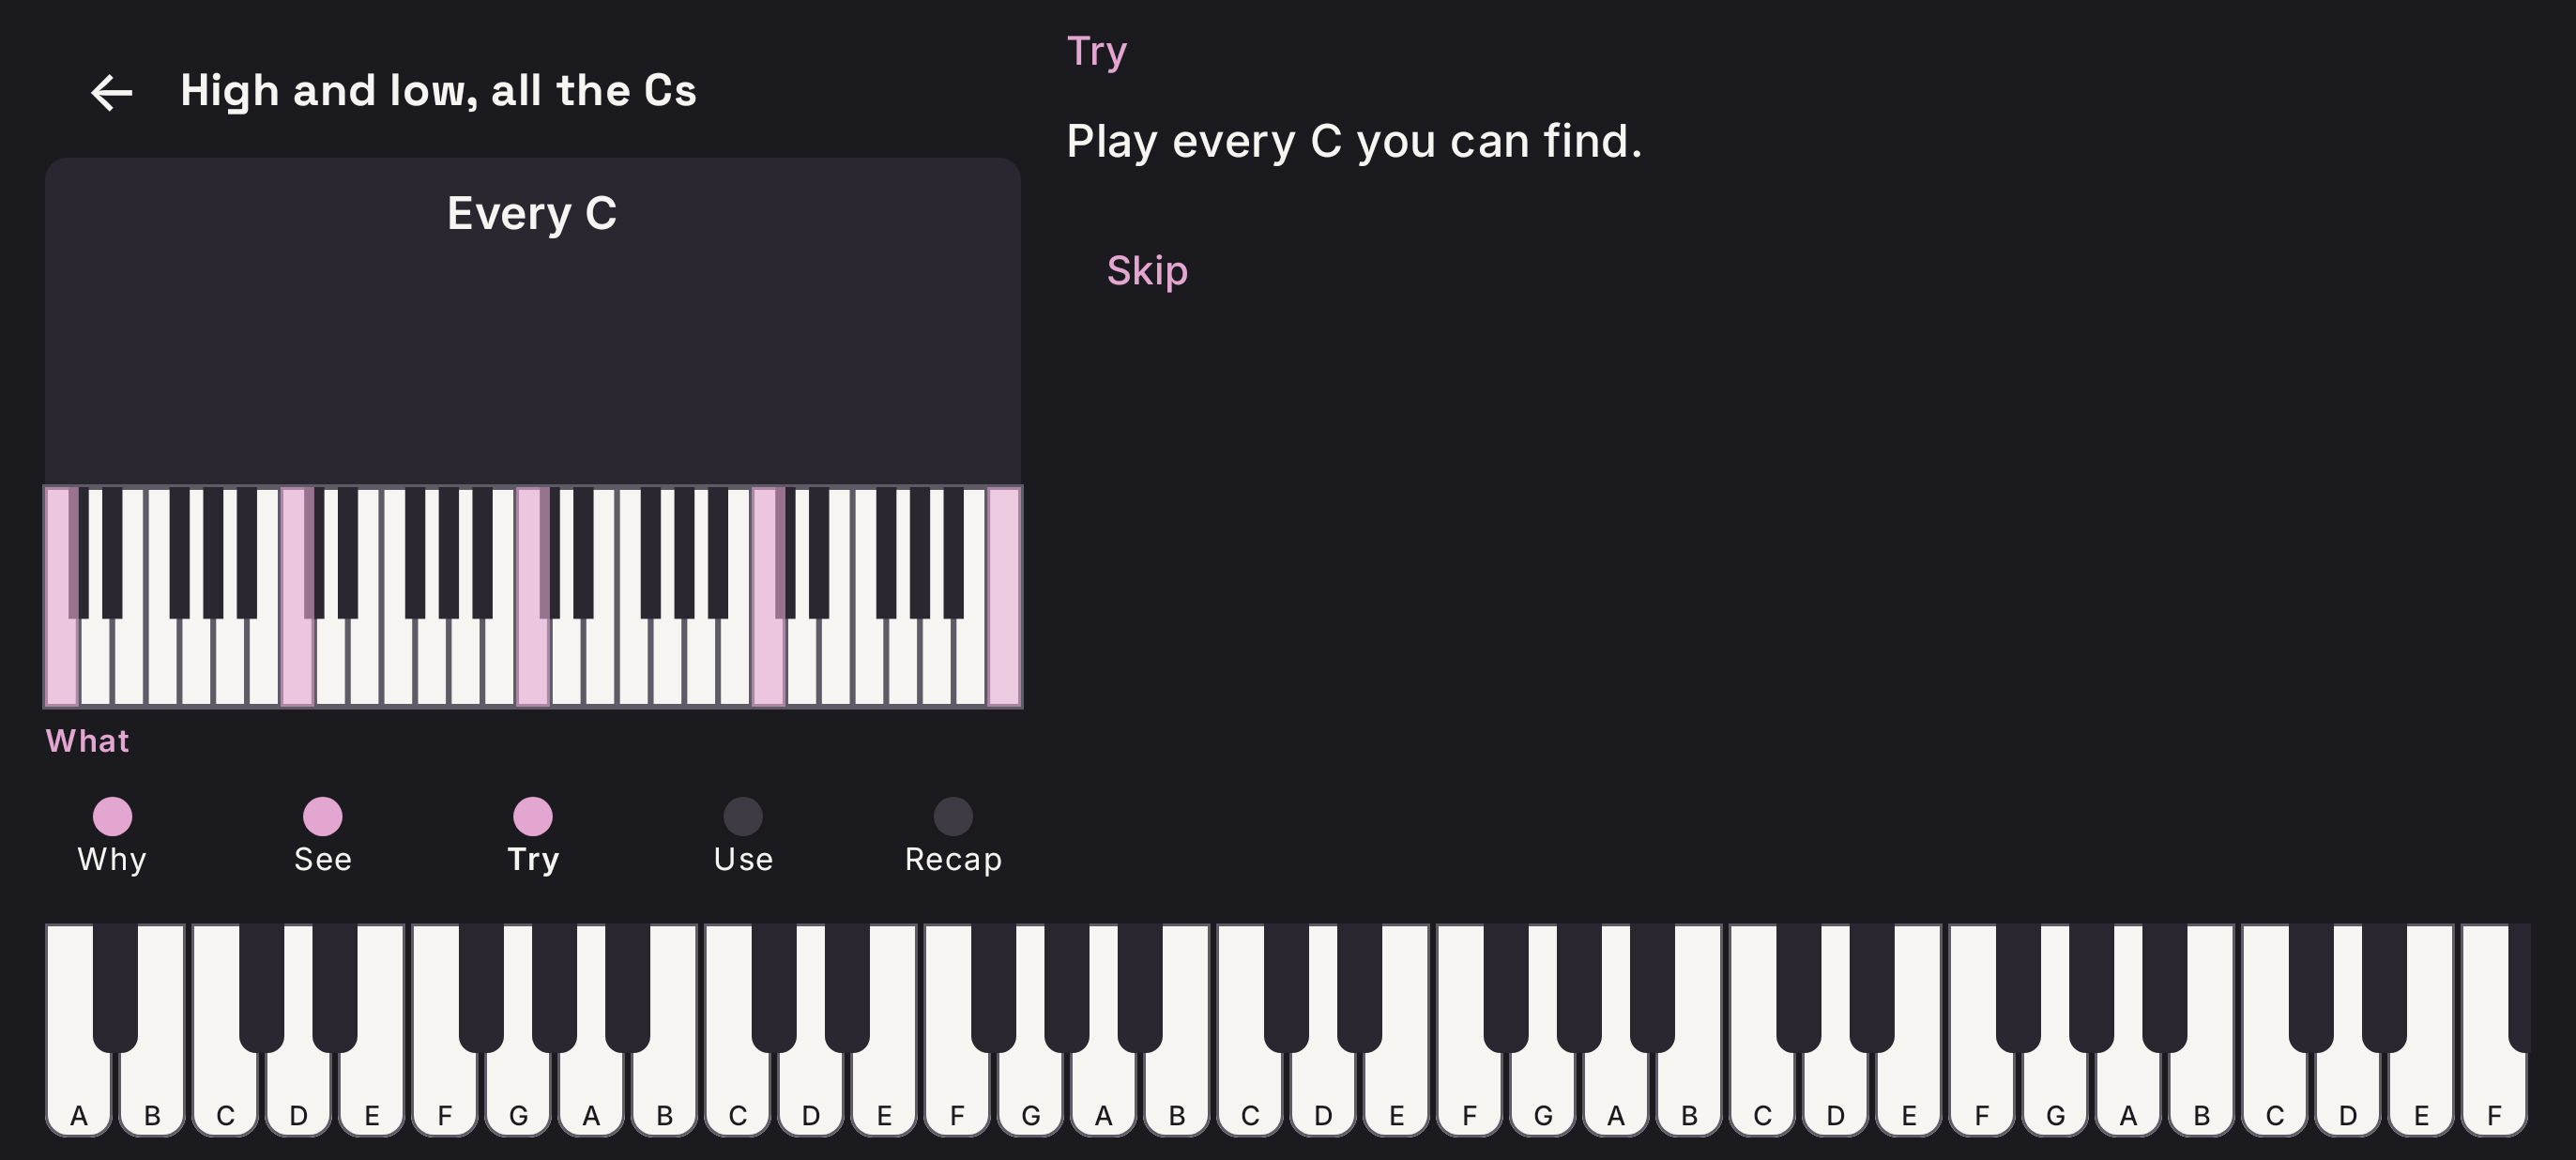 High and low, all the Cs
Every C
What
Why See Try Use Recap
Try
Play every C you can find.
Skip
A B C D E F G A B C D E F G A B C D E F G A B C D E F G A B C D E F